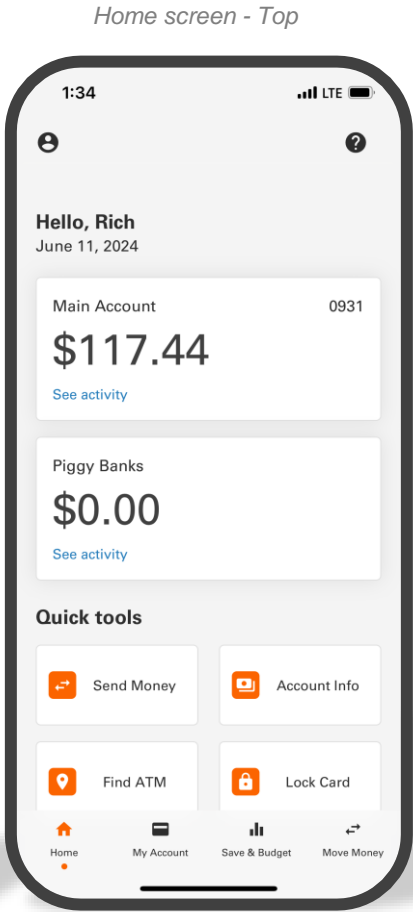 Home screen - Top
1:34 LTE
Hello, Rich
June 11, 2024
Main Account 0931
$117.44
See activity
Piggy Banks
$0.00
See activity
Quick tools
Send Money Account Info
Find ATM Lock Card
Home My Account Save & Budget Move Money